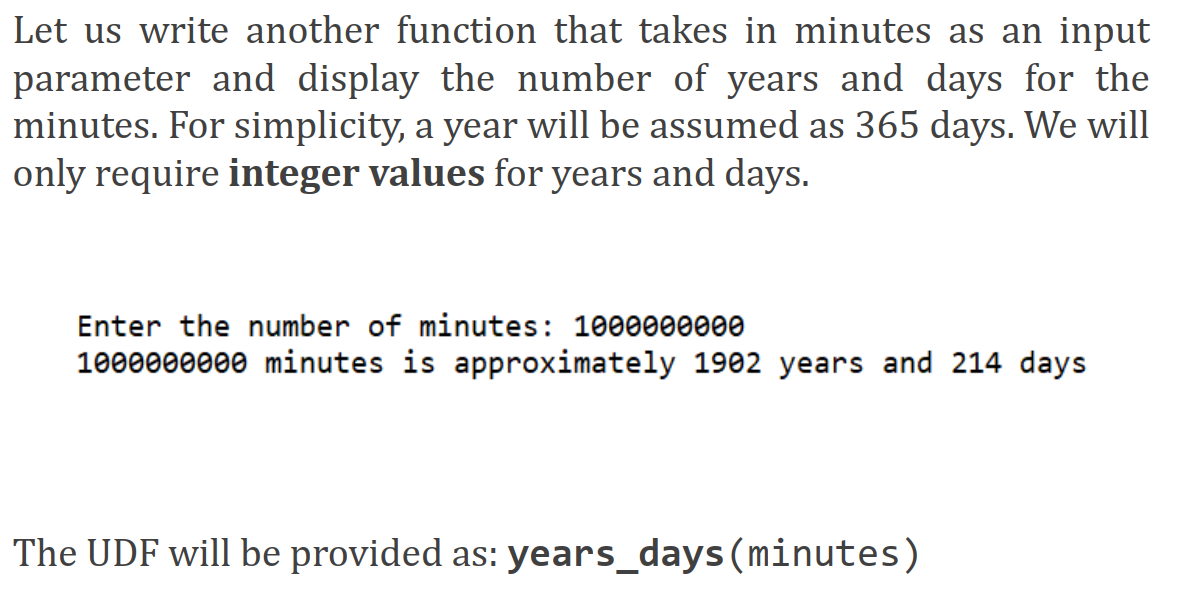 Let us write another function that takes in minutes as an input
parameter and display the number of years and days for the
minutes. For simplicity, a year will be assumed as 365 days. We will
only require integer values for years and days.
Enter the number of minutes: 1000000000
1000000000 minutes is approximately 1902 years and 214 days
The UDF will be provided as: years_days(minutes)